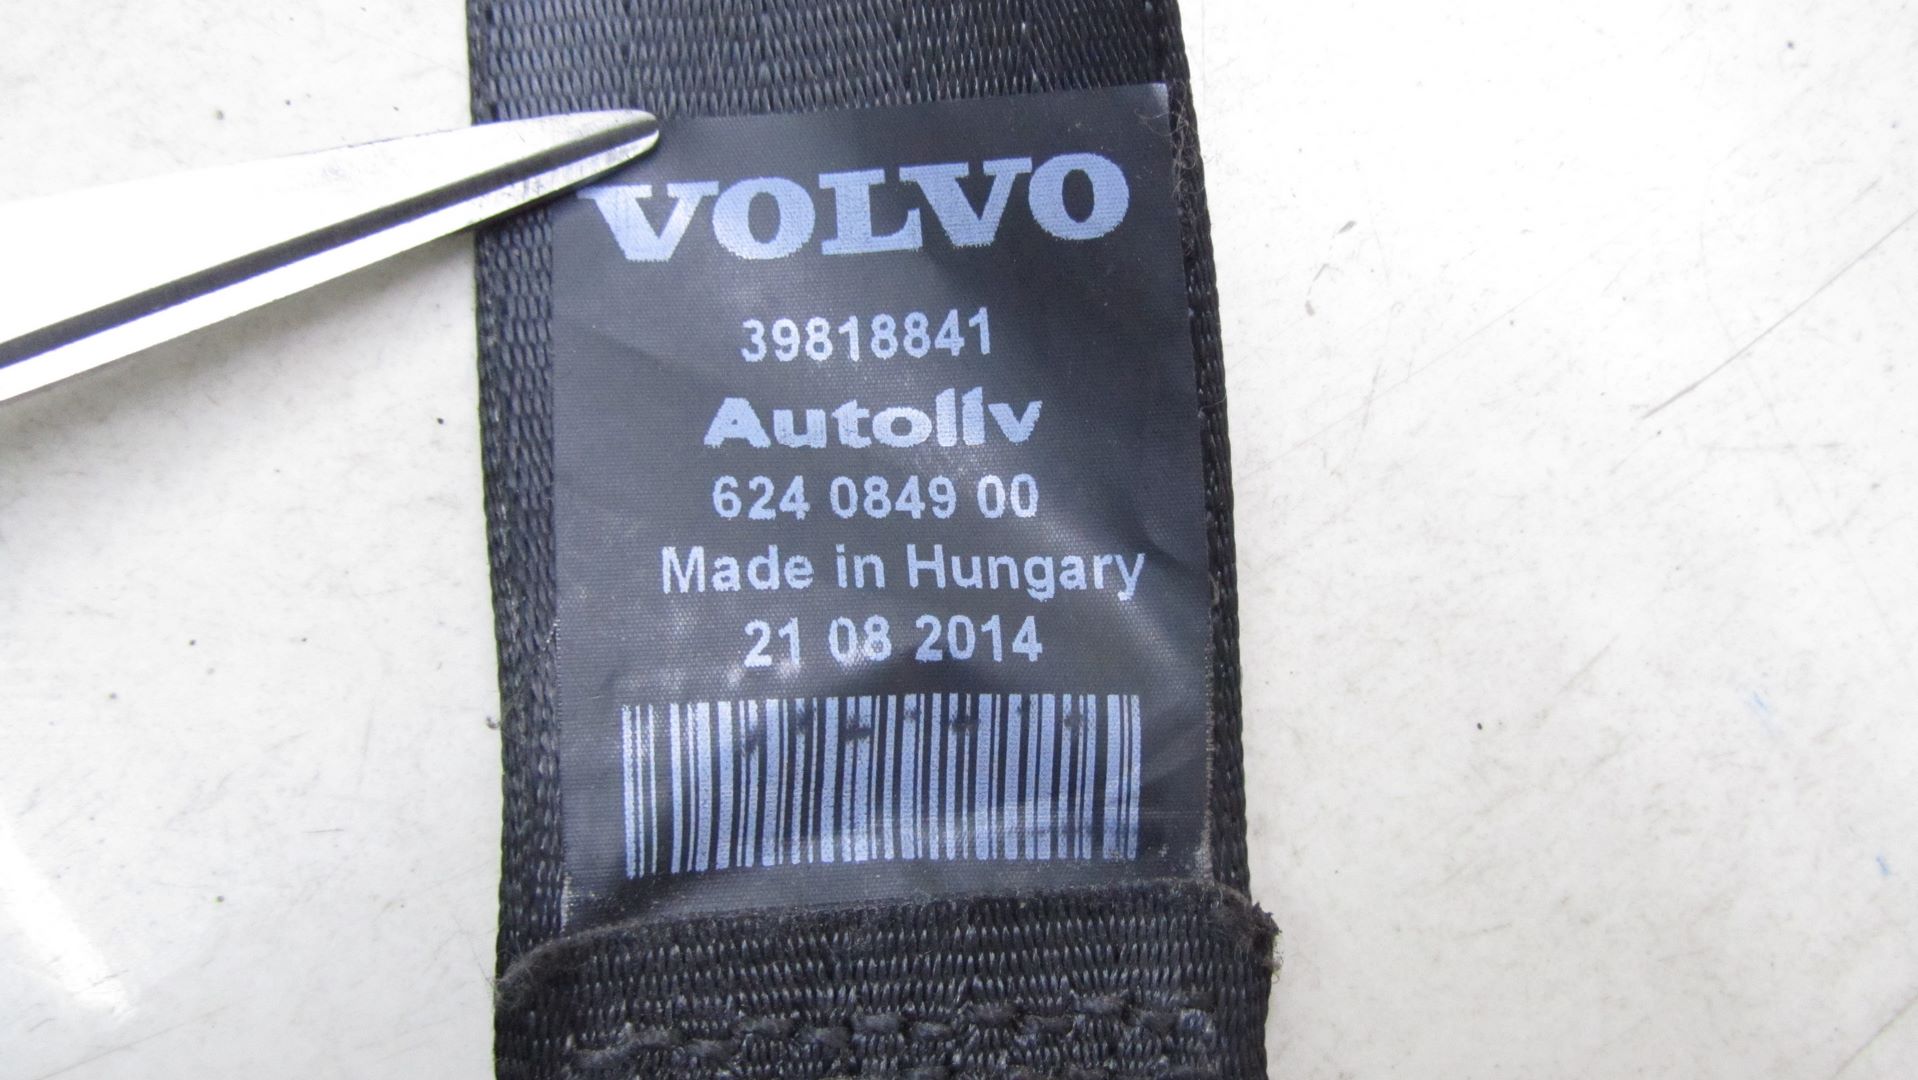 VOLVO
39818841
Autoliv
624 0849 00
Made in Hungary
21 08 2014